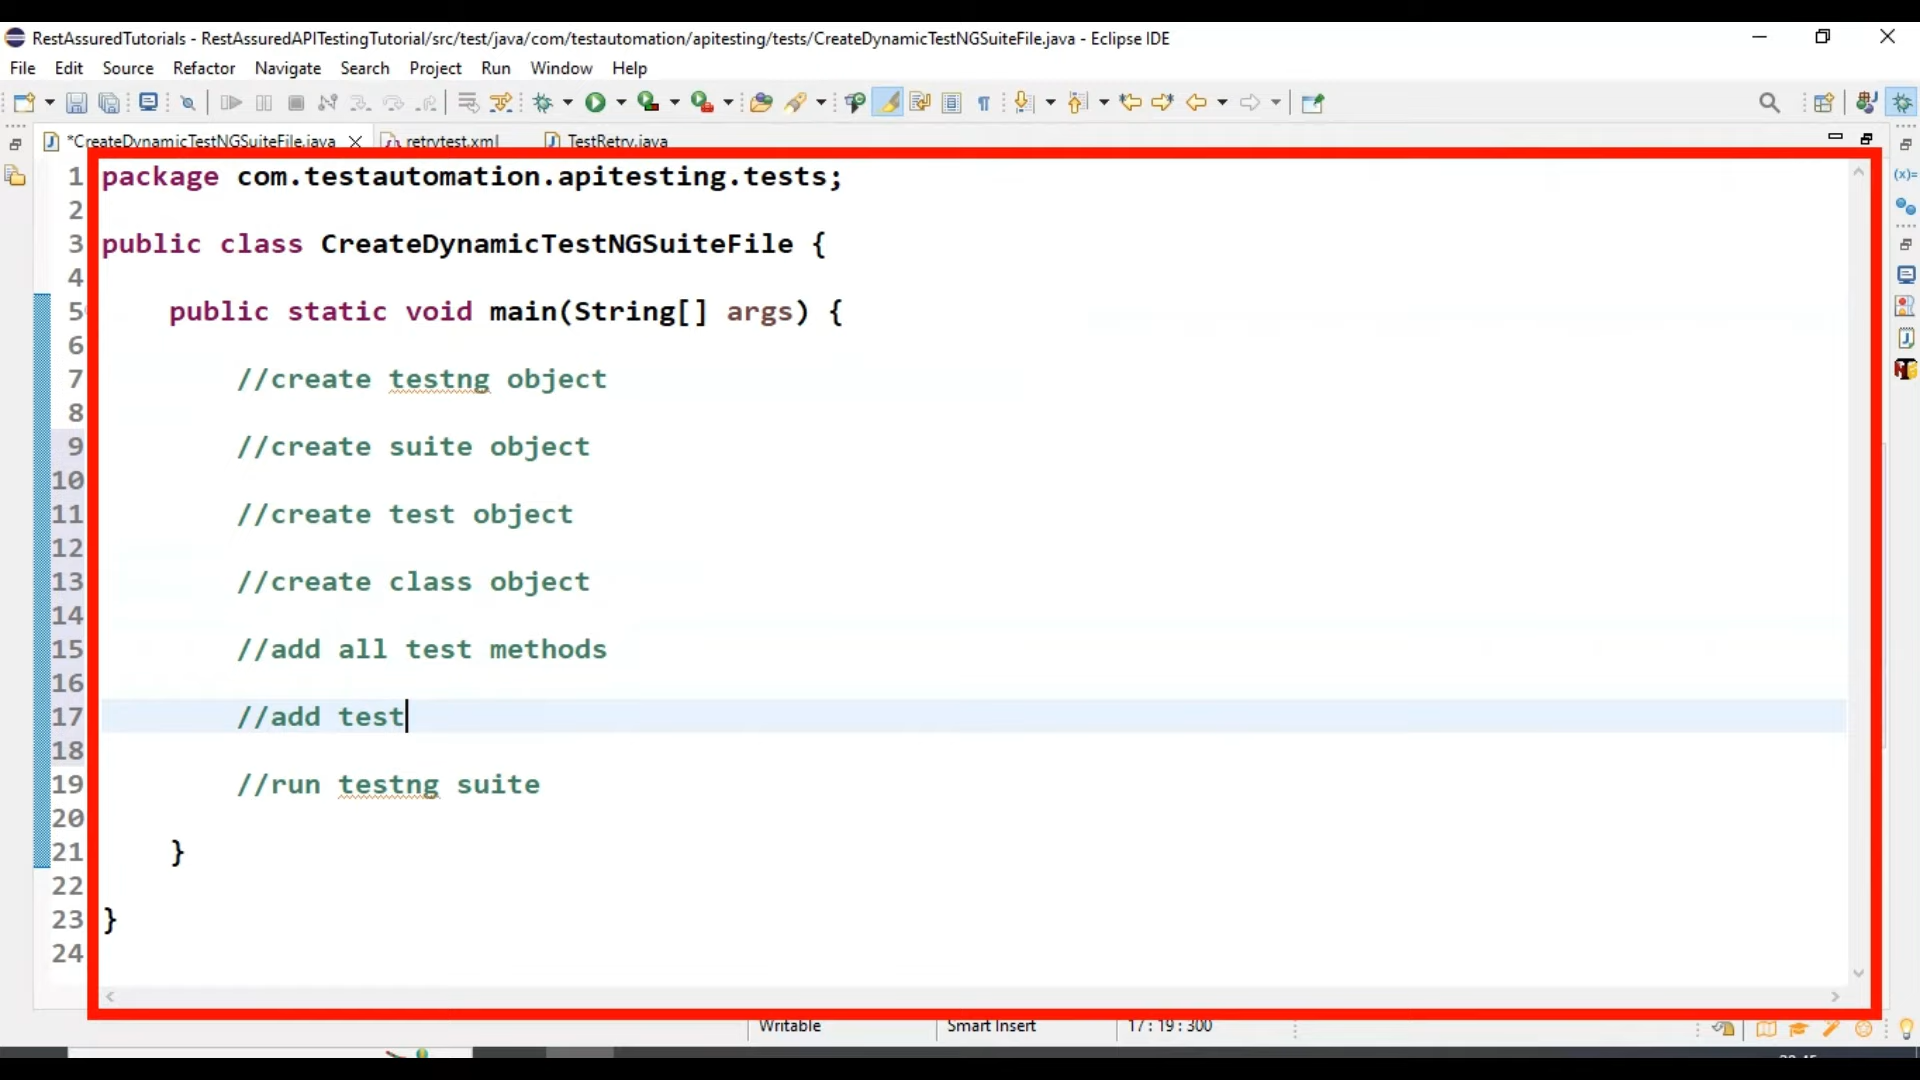 RestAssuredTutorials - RestAssuredAPITestingTutorial/src/test/java/com/testautomation/apitesting/tests/CreateDynamicTestNGSuiteFile.java - Eclipse IDE
File Edit Source Refactor Navigate Search Project Run Window Help
*CreateDynamicTestNGSuiteFile.java retrytest.xml TestRetry.java
1 package com.testautomation.apitesting.tests;
2
3 public class CreateDynamicTestNGSuiteFile {
4
5 public static void main(String[] args) {
6
7 //create testng object
8
9 //create suite object
10
11 //create test object
12
13 //create class object
14
15 //add all test methods
16
17 //add test
18
19 //run testng suite
20
21 }
22
23 }
24
Writable Smart Insert 17 : 19 : 300